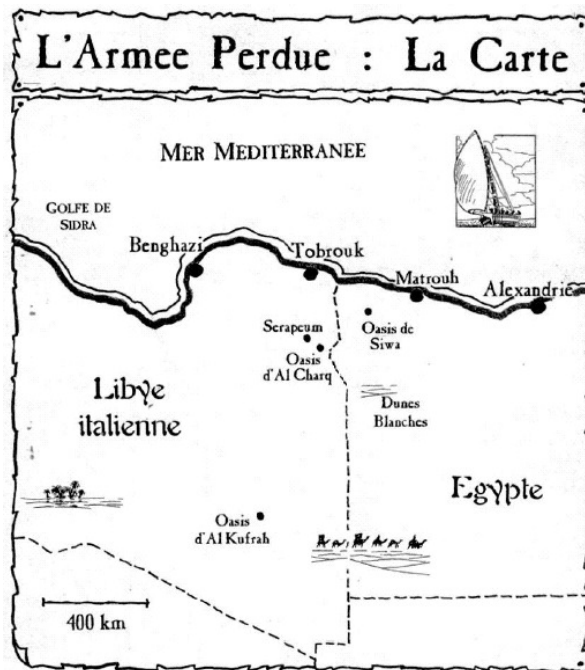 L'Armee Perdue : La Carte
MER MEDITERRANEE
GOLFE DE
SIDRA
Benghazi
Tobrouk
Matrouh
Alexandrie
Serapeum
Oasis de
Siwa
Oasis
d'Al Charq
Libye
italienne
Dunes
Blanches
Egypte
Oasis
d'Al Kufrah
400 km